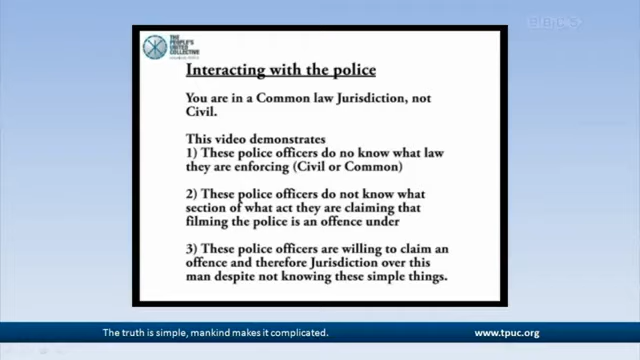 THE
PEOPLE'S
UNITED
COLLECTIVE
Interacting with the police
You are in a Common law Jurisdiction, not
Civil.
This video demonstrates
1) These police officers do no know what law
they are enforcing (Civil or Common)
2) These police officers do not know what
section of what act they are claiming that
filming the police is an offence under
3) These police officers are willing to claim an
offence and therefore Jurisdiction over this
man despite not knowing these simple things.
The truth is simple, mankind makes it complicated.
www.tpuc.org